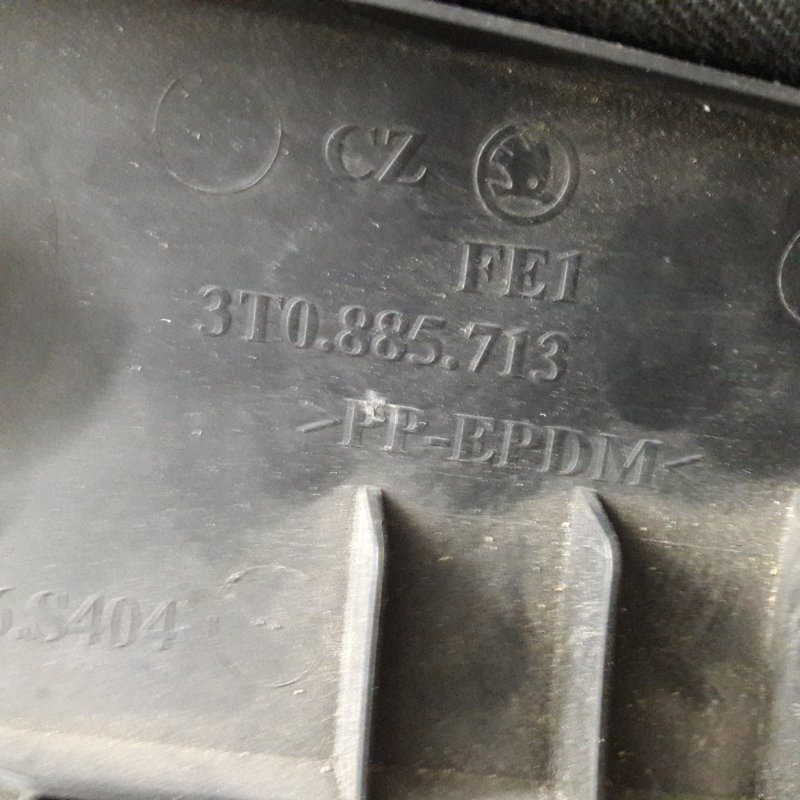 CZ
FE1
3T0.885.713
>PP-EPDM<
.S404